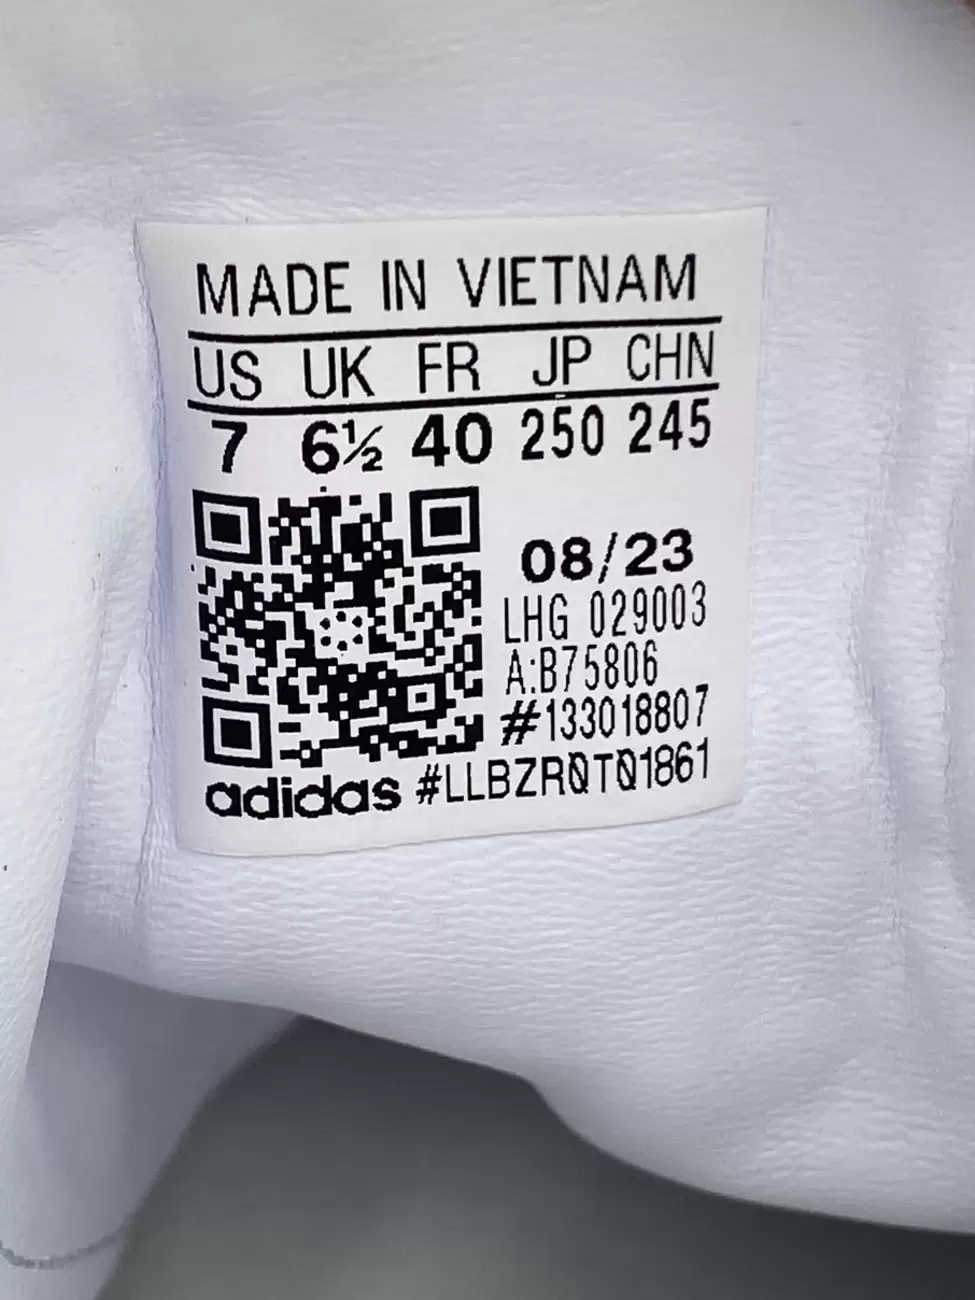 MADE IN VIETNAM
US UK FR JP CHN
7 6½ 40 250 245
08/23
LHG 029003
A:B75806
#133018807
adidas #LLBZR0T01861